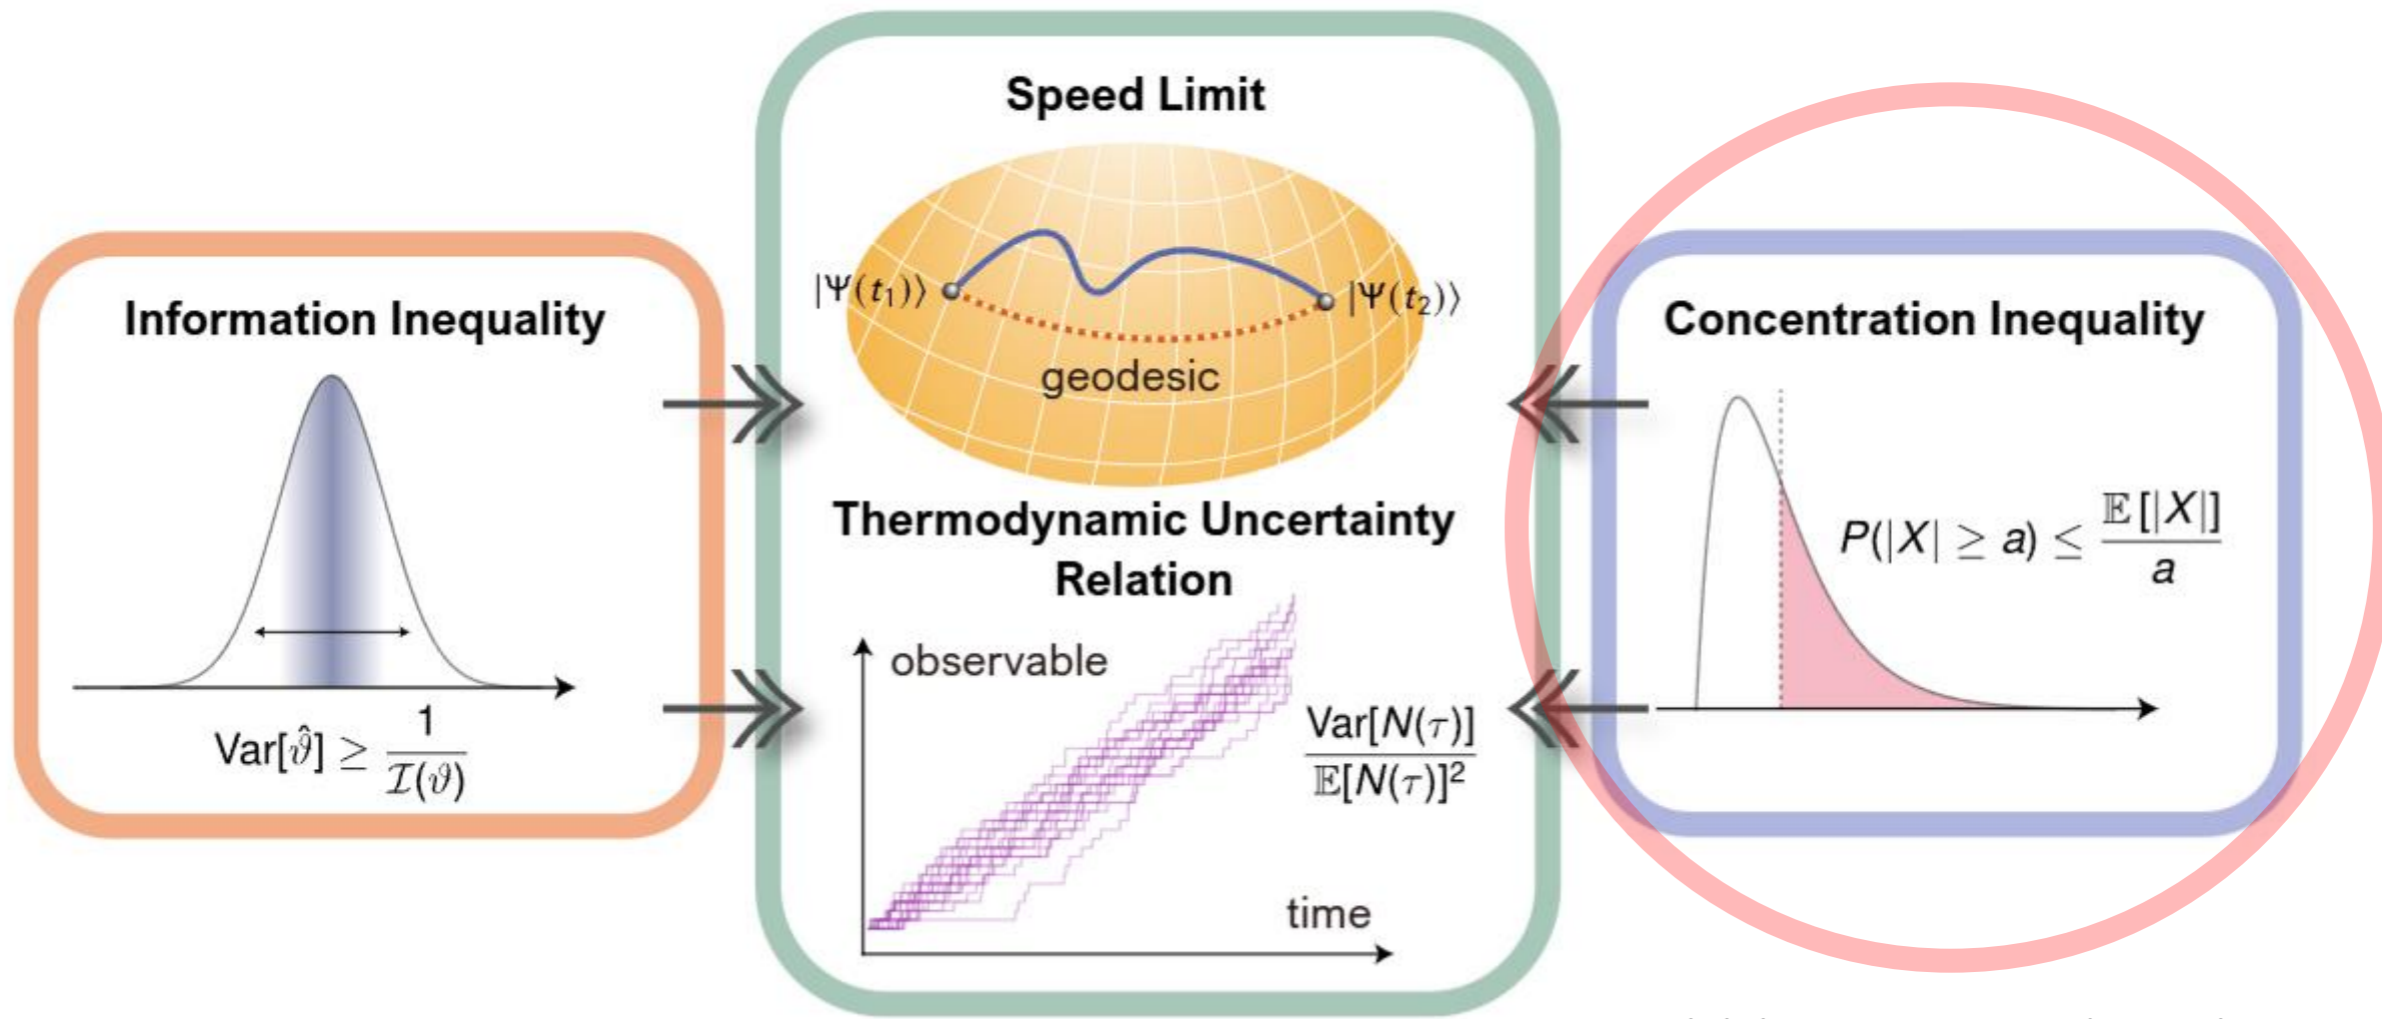 Speed Limit
|Ψ(t₁)⟩
|Ψ(t₂)⟩
geodesic
Information Inequality
Var[ϑ̂] ≥ 1/ℐ(ϑ)
Thermodynamic Uncertainty
Relation
observable
Var[N(τ)]
𝔼[N(τ)]²
time
Concentration Inequality
P(|X| ≥ a) ≤ 𝔼[|X|]/a